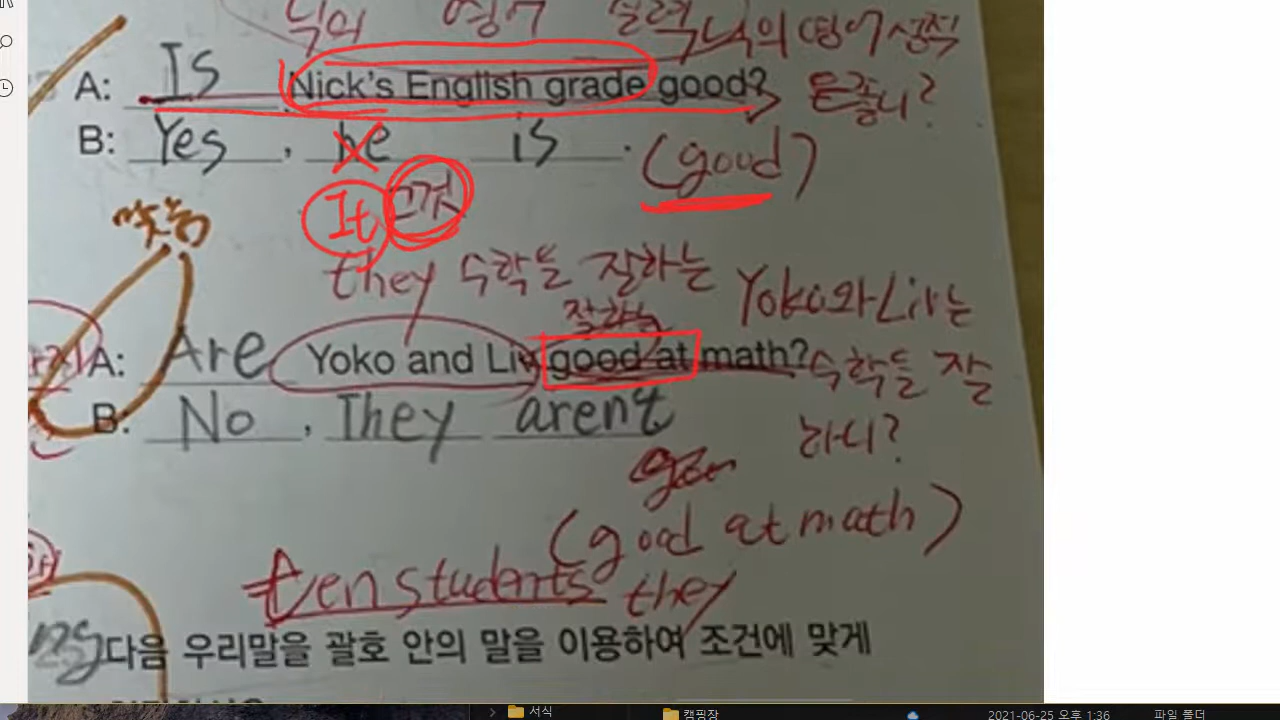 닉의 영어 실력 닉의 영어 성적
A: Is Nick's English grade good? 은 좋니?
B: Yes, he is. (good)
It 그것
they 수학을 잘하는 Yoko와 Liv는
잘하는
A: Are Yoko and Liv good at math? 수학을 잘
B: No, They aren't 하니?
(good at math)
ten students they
다음 우리말을 괄호 안의 말을 이용하여 조건에 맞게
서식
캠핑장
2021-06-25 오후 1:36
파일 폴더